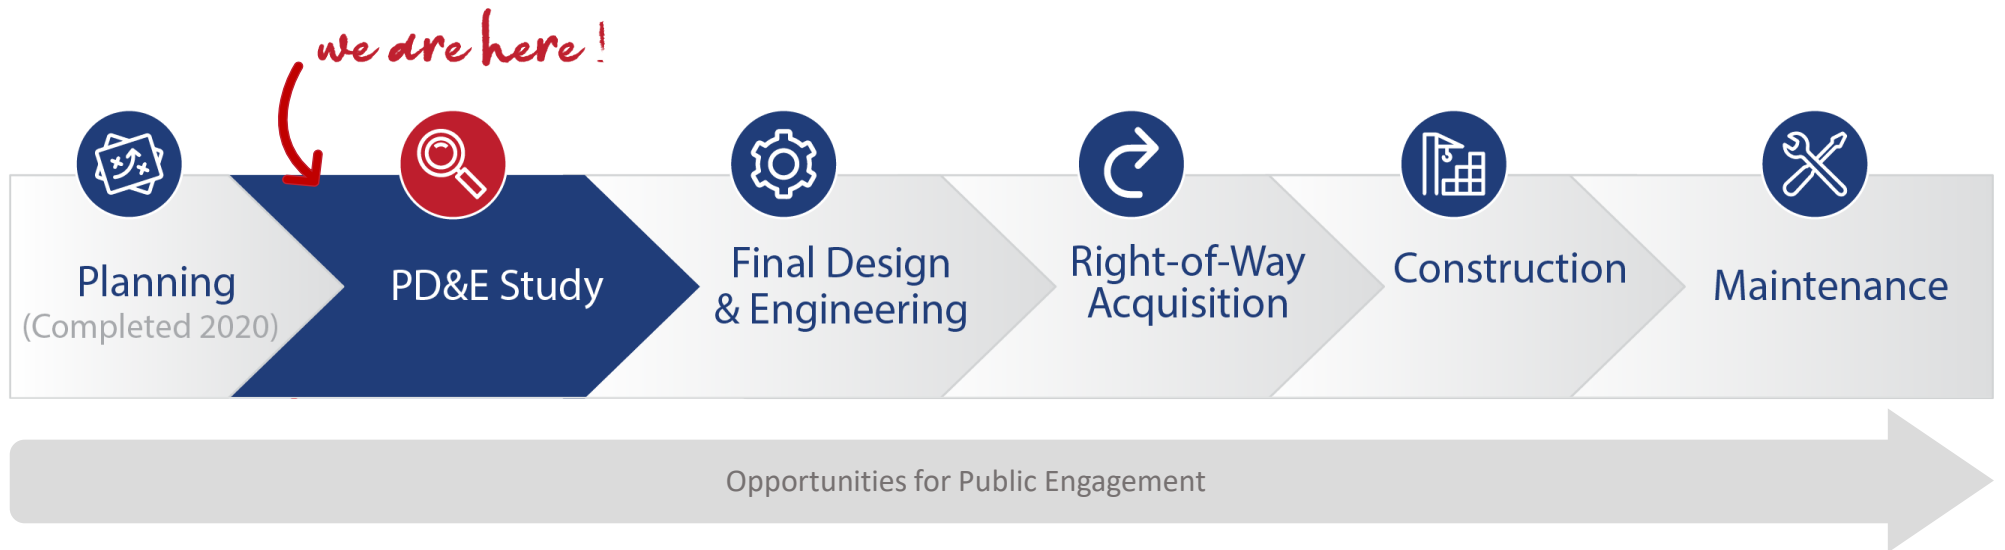 we are here!
Planning
(Completed 2020)
PD&E Study
Final Design
& Engineering
Right-of-Way
Acquisition
Construction
Maintenance
Opportunities for Public Engagement